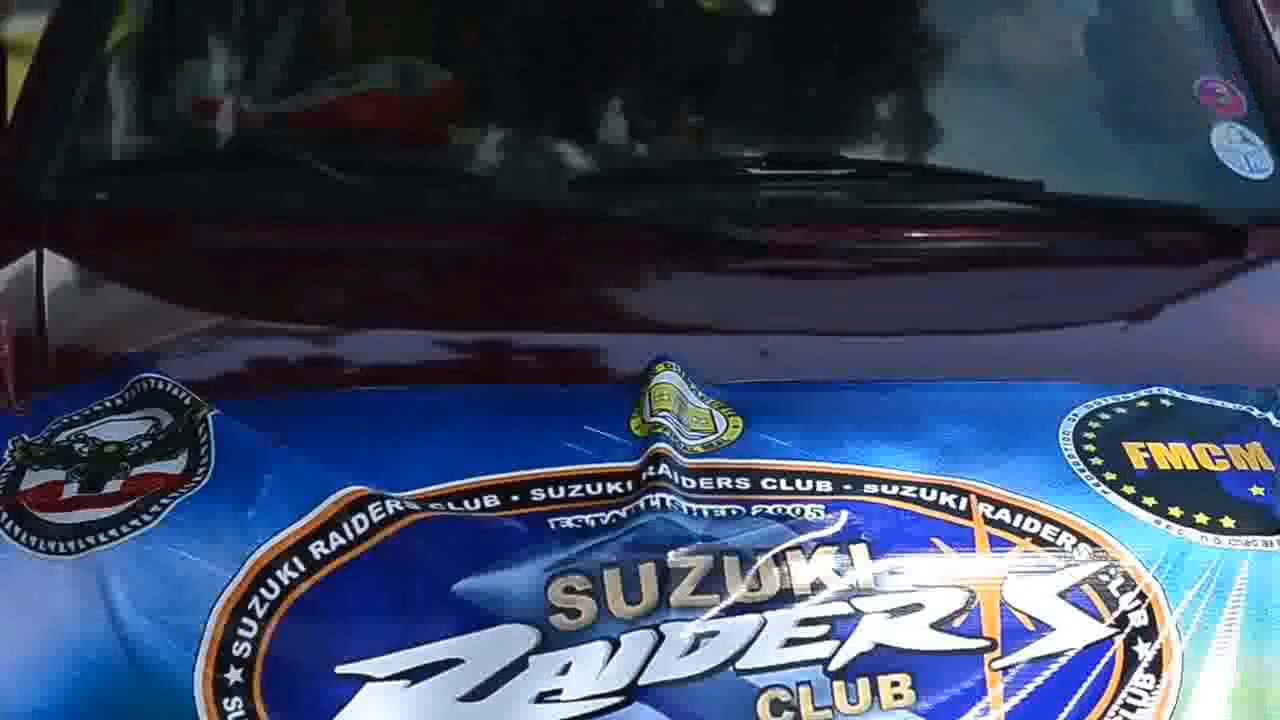 FMCM
SUZUKI RAIDERS CLUB - SUZUKI RAIDERS CLUB - SUZUKI RAIDERS CLUB
ESTABLISHED 2005
SUZUKI
RAIDERS
CLUB